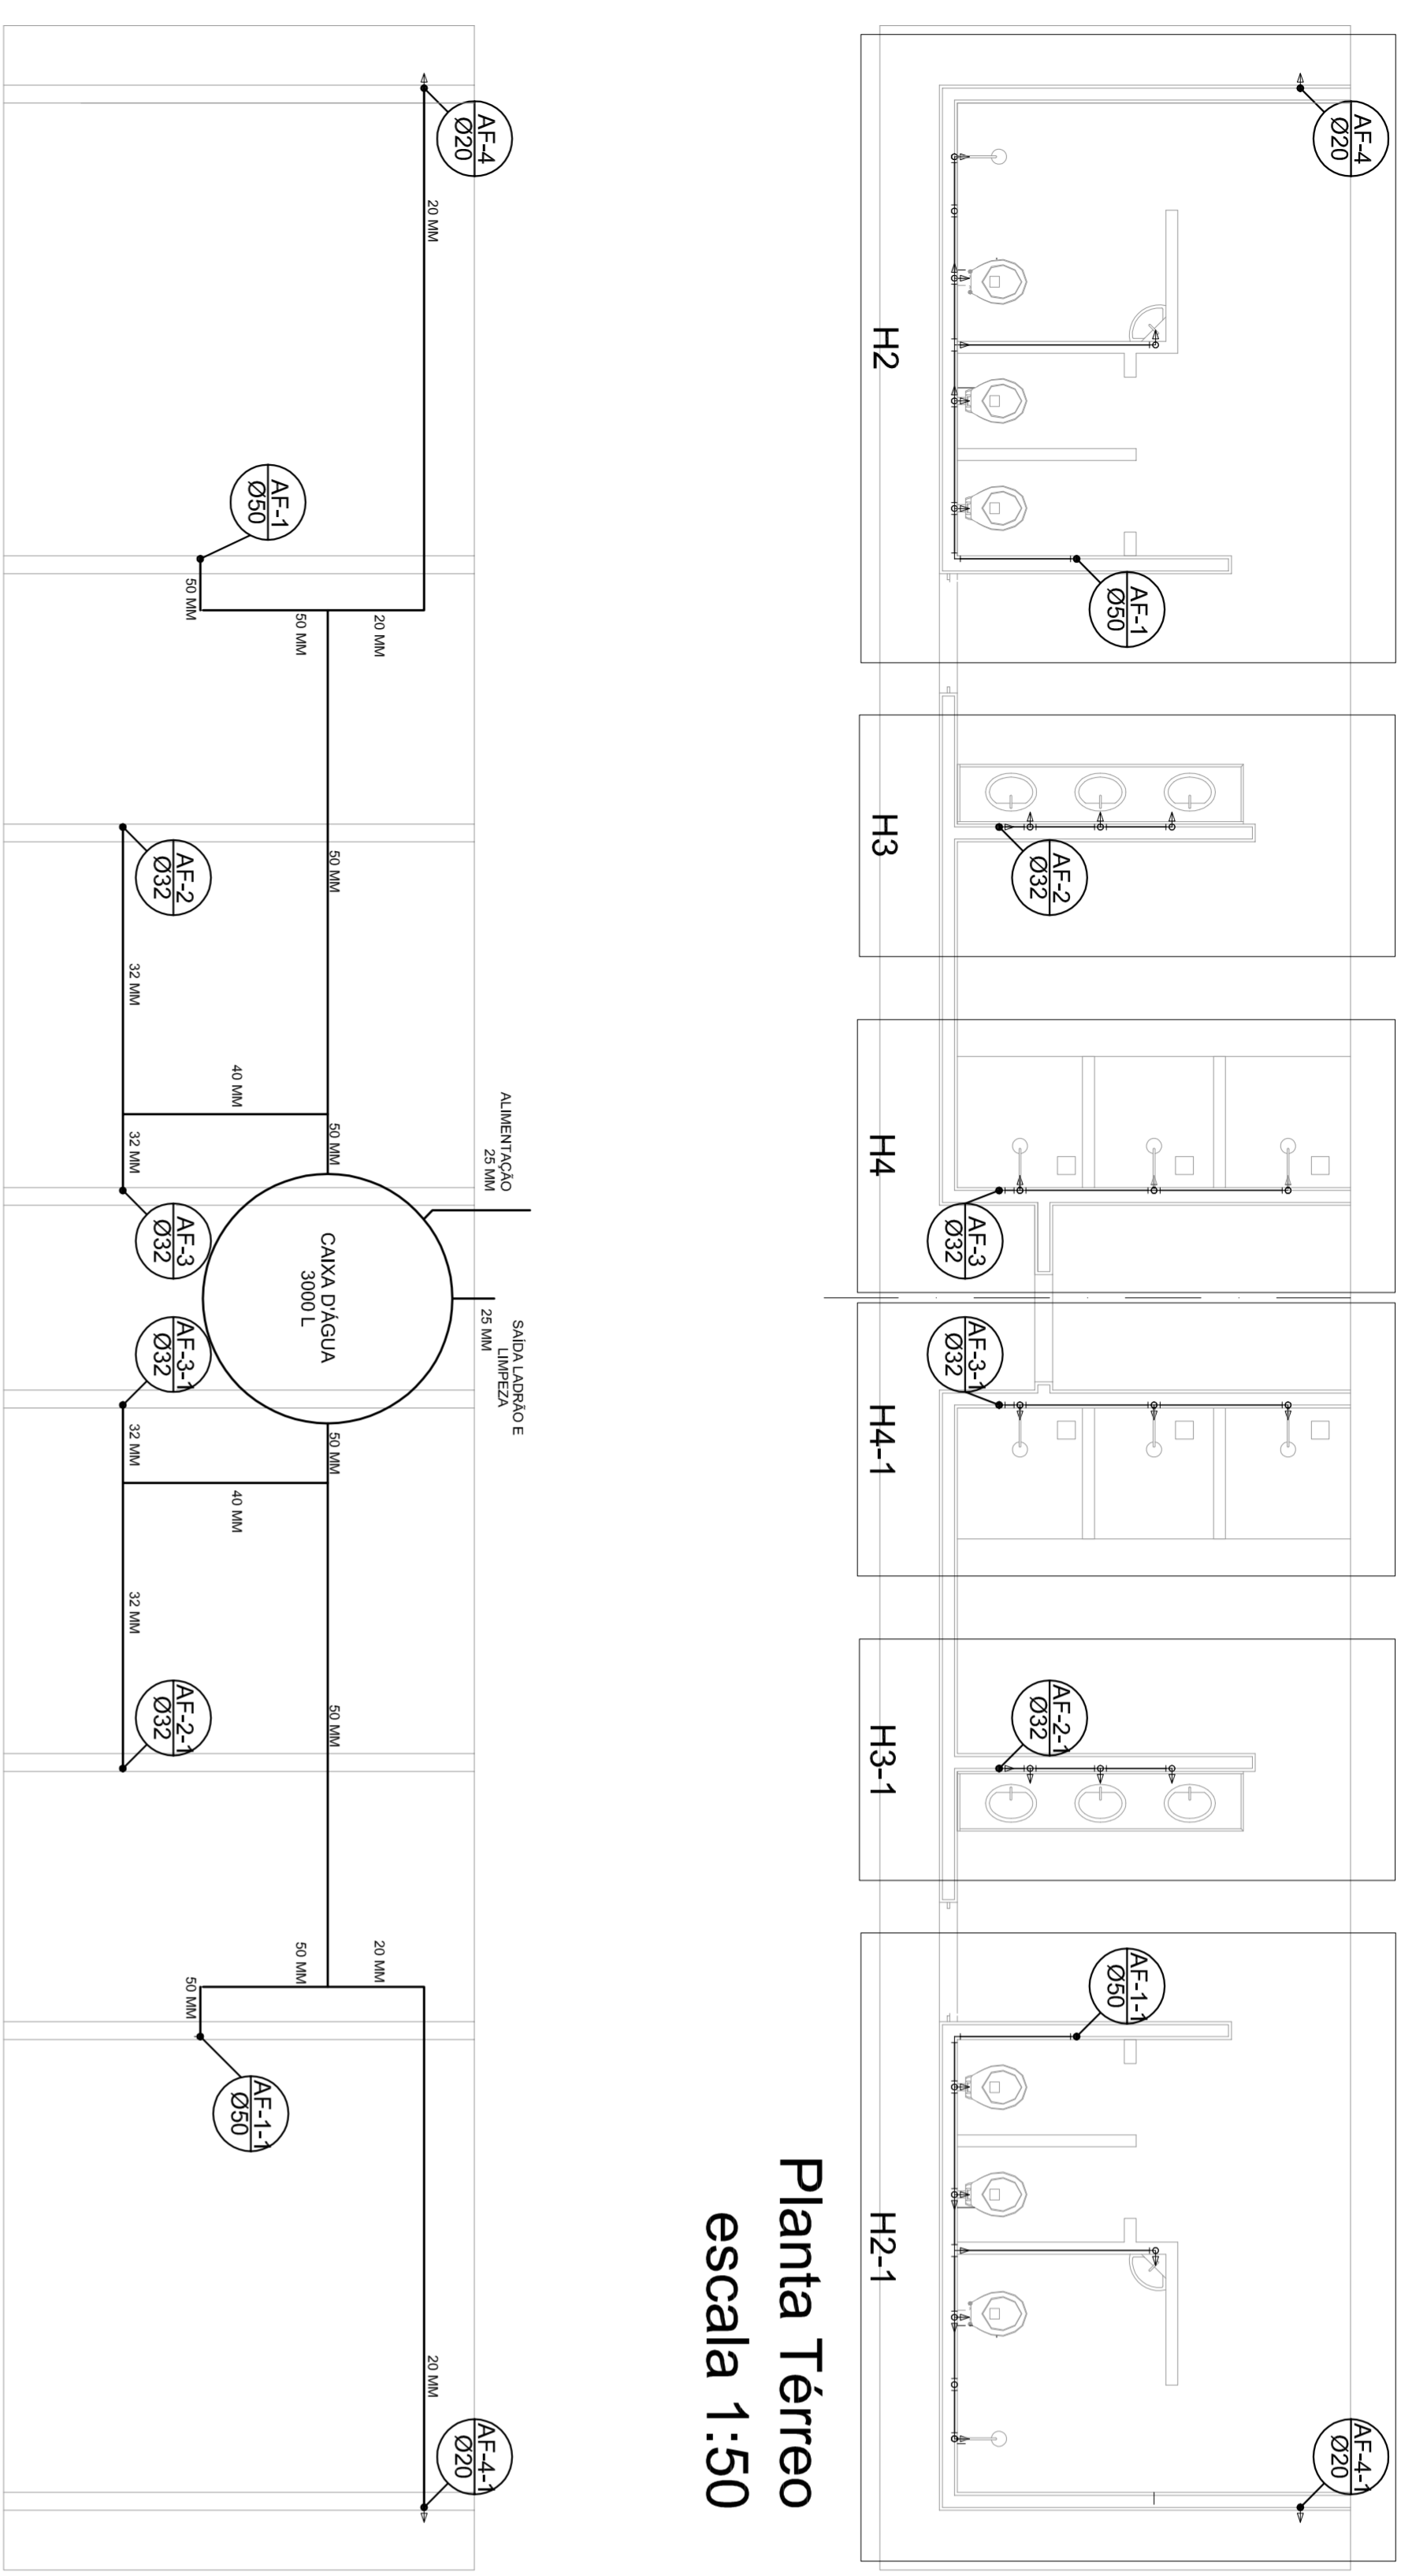 AF-4
Ø20
AF-1
Ø50
H2
AF-2
Ø32
H3
AF-3
Ø32
H4
AF-3-1
Ø32
H4-1
AF-2-1
Ø32
H3-1
AF-1-1
Ø50
H2-1
AF-4-1
Ø20
Planta Térreo
escala 1:50
AF-4
Ø20
20 MM
AF-1
Ø50
50 MM
50 MM
20 MM
50 MM
AF-2
Ø32
32 MM
40 MM
32 MM
50 MM
ALIMENTAÇÃO
25 MM
AF-3
Ø32
CAIXA D'ÁGUA
3000 L
SAÍDA LADRÃO E
LIMPEZA
25 MM
AF-3-1
Ø32
32 MM
50 MM
40 MM
32 MM
AF-2-1
Ø32
50 MM
20 MM
50 MM
50 MM
AF-1-1
Ø50
20 MM
AF-4-1
Ø20